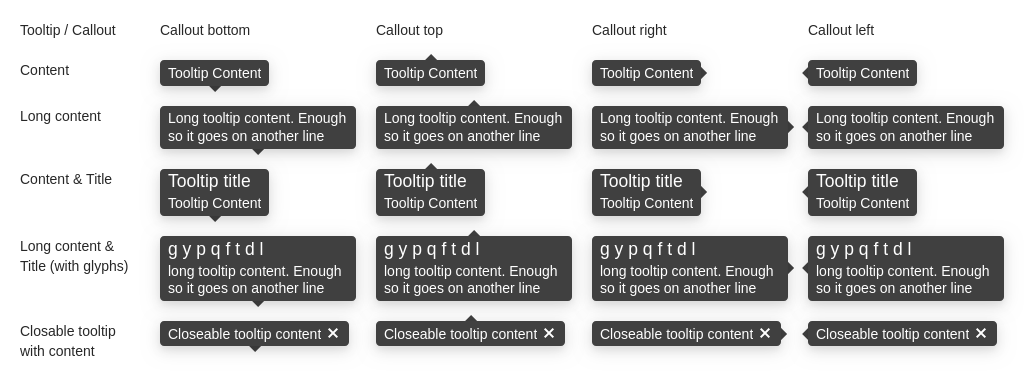 Tooltip / Callout Callout bottom Callout top Callout right Callout left
Content Tooltip Content Tooltip Content Tooltip Content Tooltip Content
Long content Long tooltip content. Enough Long tooltip content. Enough Long tooltip content. Enough Long tooltip content. Enough
so it goes on another line so it goes on another line so it goes on another line so it goes on another line
Content & Title Tooltip title Tooltip title Tooltip title Tooltip title
Tooltip Content Tooltip Content Tooltip Content Tooltip Content
Long content & g y p q f t d l g y p q f t d l g y p q f t d l g y p q f t d l
Title (with glyphs) long tooltip content. Enough long tooltip content. Enough long tooltip content. Enough long tooltip content. Enough
so it goes on another line so it goes on another line so it goes on another line so it goes on another line
Closable tooltip Closeable tooltip content ✕ Closeable tooltip content ✕ Closeable tooltip content ✕ Closeable tooltip content ✕
with content